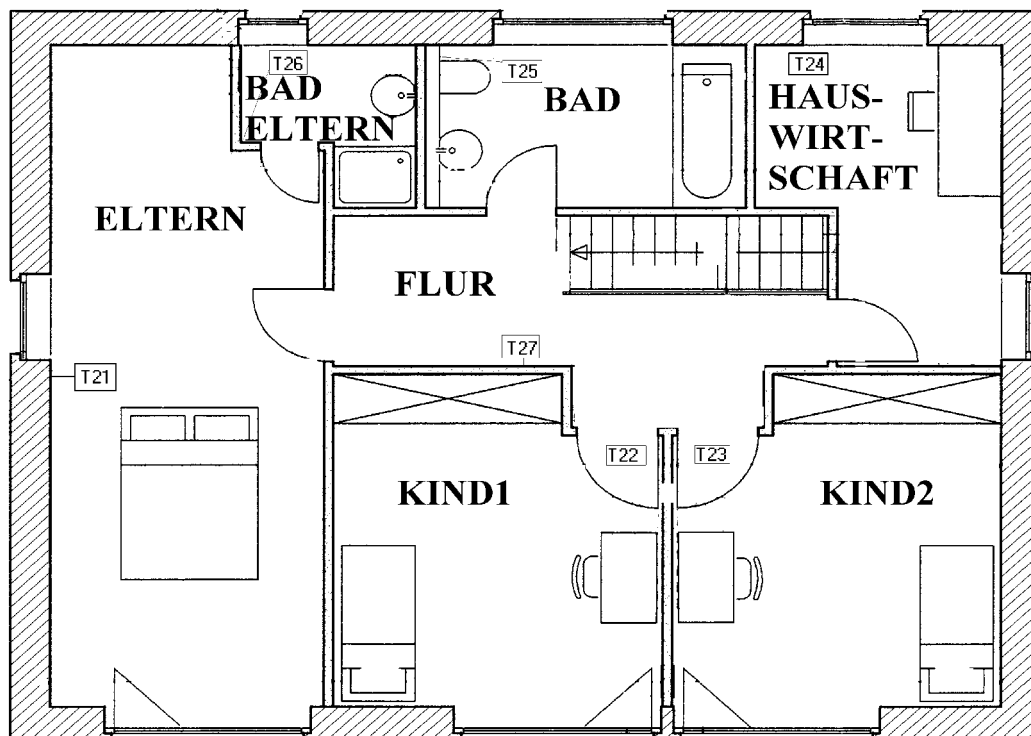 T26
BAD
ELTERN
T25
BAD
T24
HAUS-
WIRT-
SCHAFT
ELTERN
FLUR
T27
T21
T22
T23
KIND1
KIND2